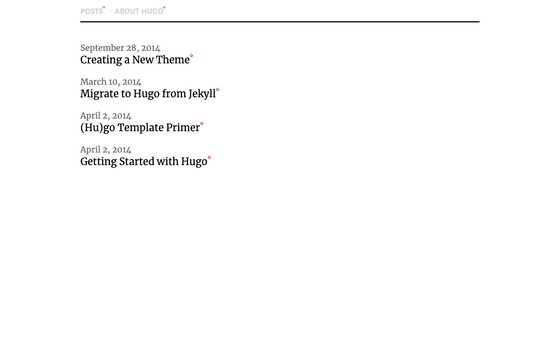 POSTS° · ABOUT HUGO°
September 28, 2014
Creating a New Theme°
March 10, 2014
Migrate to Hugo from Jekyll°
April 2, 2014
(Hu)go Template Primer°
April 2, 2014
Getting Started with Hugo°